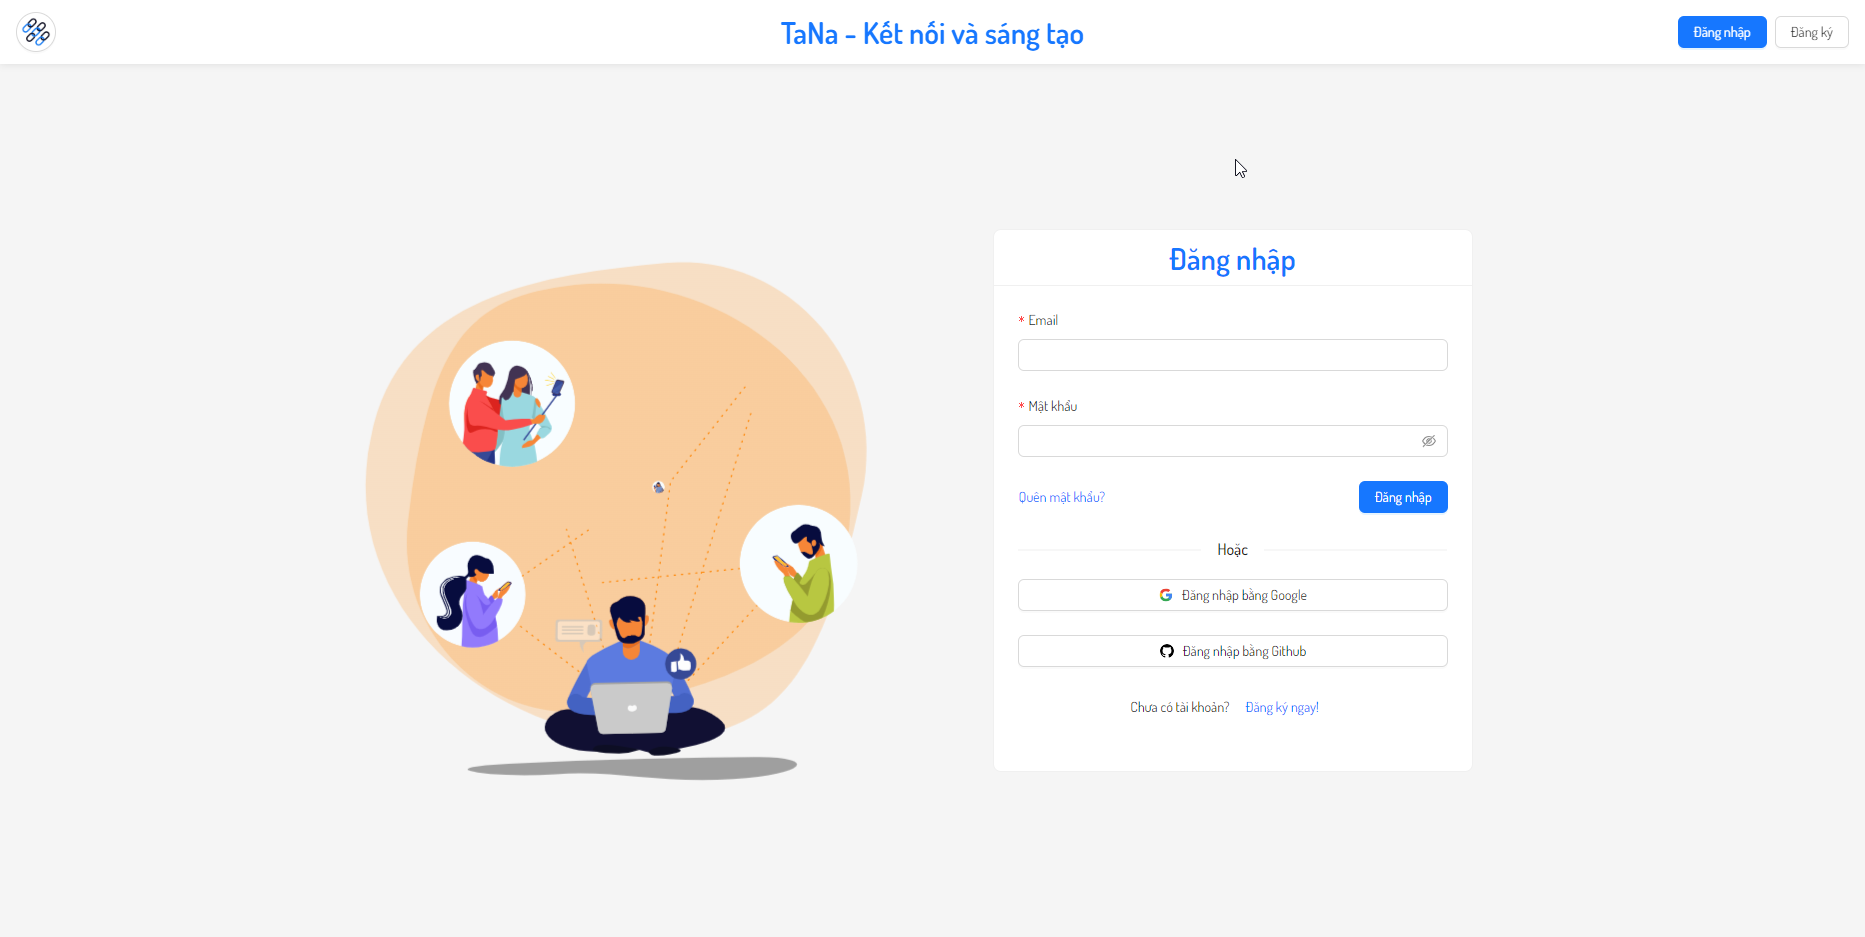 TaNa - Kết nối và sáng tạo
Đăng nhập
Đăng ký
Đăng nhập
* Email
* Mật khẩu
Quên mật khẩu?
Đăng nhập
Hoặc
Đăng nhập bằng Google
Đăng nhập bằng Github
Chưa có tài khoản? Đăng ký ngay!